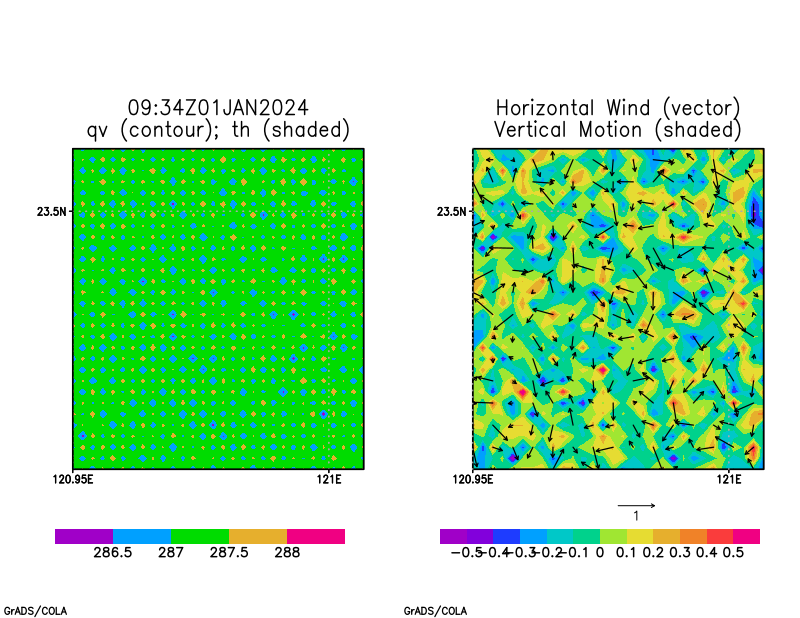 09:34Z01JAN2024
qv (contour); th (shaded)
23.5N
120.95E
121E
286.5
287
287.5
288
Horizontal Wind (vector)
Vertical Motion (shaded)
23.5N
120.95E
121E
1
-0.5 -0.4 -0.3 -0.2 -0.1 0 0.1 0.2 0.3 0.4 0.5
GrADS/COLA
GrADS/COLA